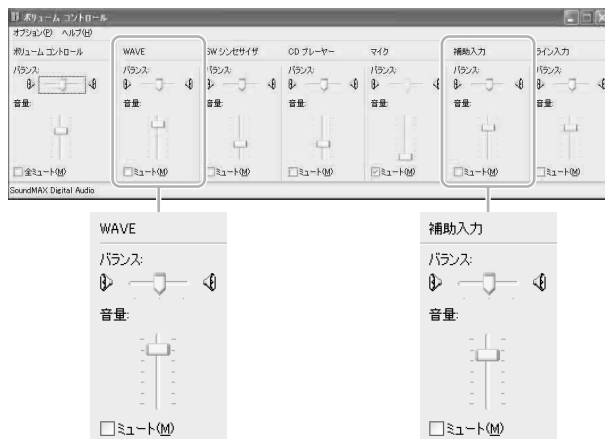 ボリューム コントロール
オプション(P) ヘルプ(H)
ボリューム コントロール
バランス:
音量:
全ミュート(M)
WAVE
バランス:
音量:
ミュート(M)
SW シンセサイザ
バランス:
音量:
ミュート(M)
CD プレーヤー
バランス:
音量:
ミュート(M)
マイク
バランス:
音量:
ミュート(M)
補助入力
バランス:
音量:
ミュート(M)
ライン入力
バランス:
音量:
ミュート(M)
SoundMAX Digital Audio
WAVE
バランス:
音量:
ミュート(M)
補助入力
バランス:
音量:
ミュート(M)